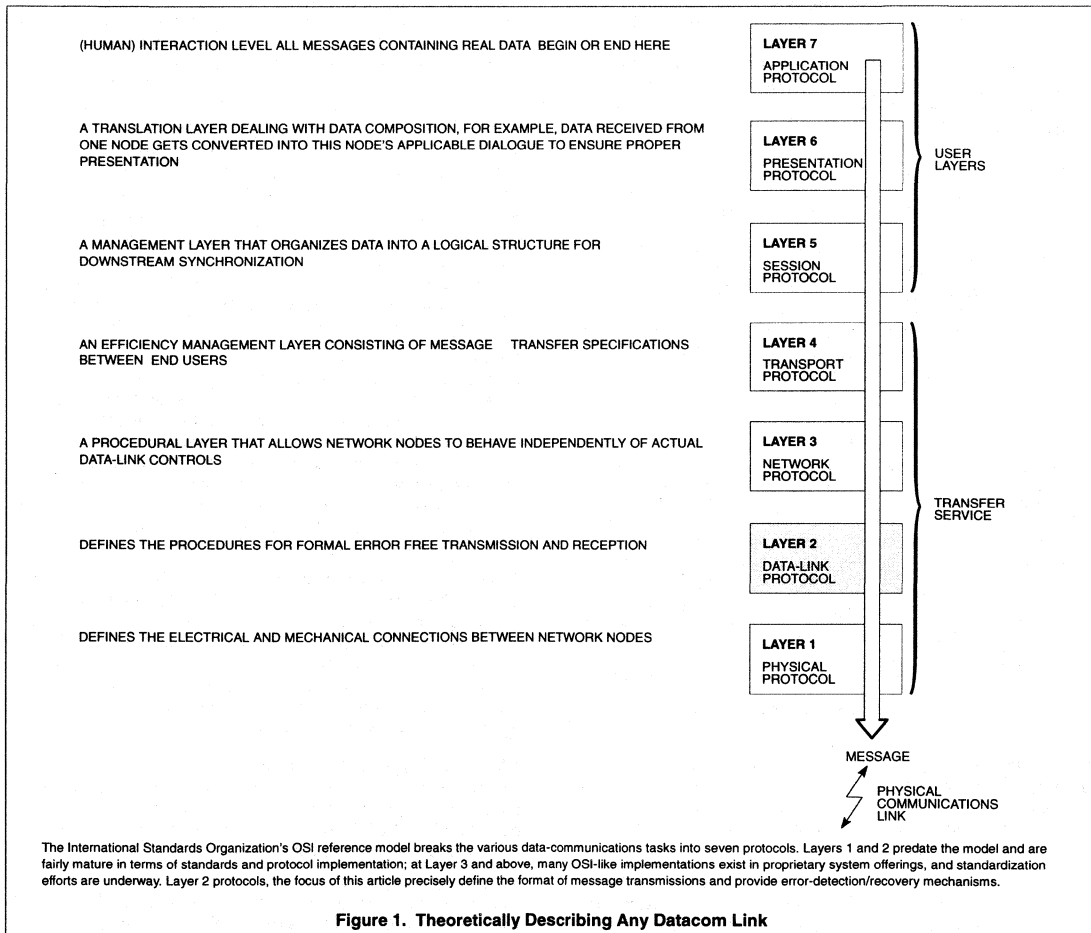 (HUMAN) INTERACTION LEVEL ALL MESSAGES CONTAINING REAL DATA BEGIN OR END HERE
LAYER 7
APPLICATION
PROTOCOL
A TRANSLATION LAYER DEALING WITH DATA COMPOSITION, FOR EXAMPLE, DATA RECEIVED FROM
ONE NODE GETS CONVERTED INTO THIS NODE'S APPLICABLE DIALOGUE TO ENSURE PROPER
PRESENTATION
LAYER 6
PRESENTATION
PROTOCOL
USER
LAYERS
A MANAGEMENT LAYER THAT ORGANIZES DATA INTO A LOGICAL STRUCTURE FOR
DOWNSTREAM SYNCHRONIZATION
LAYER 5
SESSION
PROTOCOL
AN EFFICIENCY MANAGEMENT LAYER CONSISTING OF MESSAGE TRANSFER SPECIFICATIONS
BETWEEN END USERS
LAYER 4
TRANSPORT
PROTOCOL
A PROCEDURAL LAYER THAT ALLOWS NETWORK NODES TO BEHAVE INDEPENDENTLY OF ACTUAL
DATA-LINK CONTROLS
LAYER 3
NETWORK
PROTOCOL
TRANSFER
SERVICE
DEFINES THE PROCEDURES FOR FORMAL ERROR FREE TRANSMISSION AND RECEPTION
LAYER 2
DATA-LINK
PROTOCOL
DEFINES THE ELECTRICAL AND MECHANICAL CONNECTIONS BETWEEN NETWORK NODES
LAYER 1
PHYSICAL
PROTOCOL
MESSAGE
PHYSICAL
COMMUNICATIONS
LINK
The International Standards Organization's OSI reference model breaks the various data-communications tasks into seven protocols. Layers 1 and 2 predate the model and are
fairly mature in terms of standards and protocol implementation; at Layer 3 and above, many OSI-like implementations exist in proprietary system offerings, and standardization
efforts are underway. Layer 2 protocols, the focus of this article precisely define the format of message transmissions and provide error-detection/recovery mechanisms.
Figure 1. Theoretically Describing Any Datacom Link